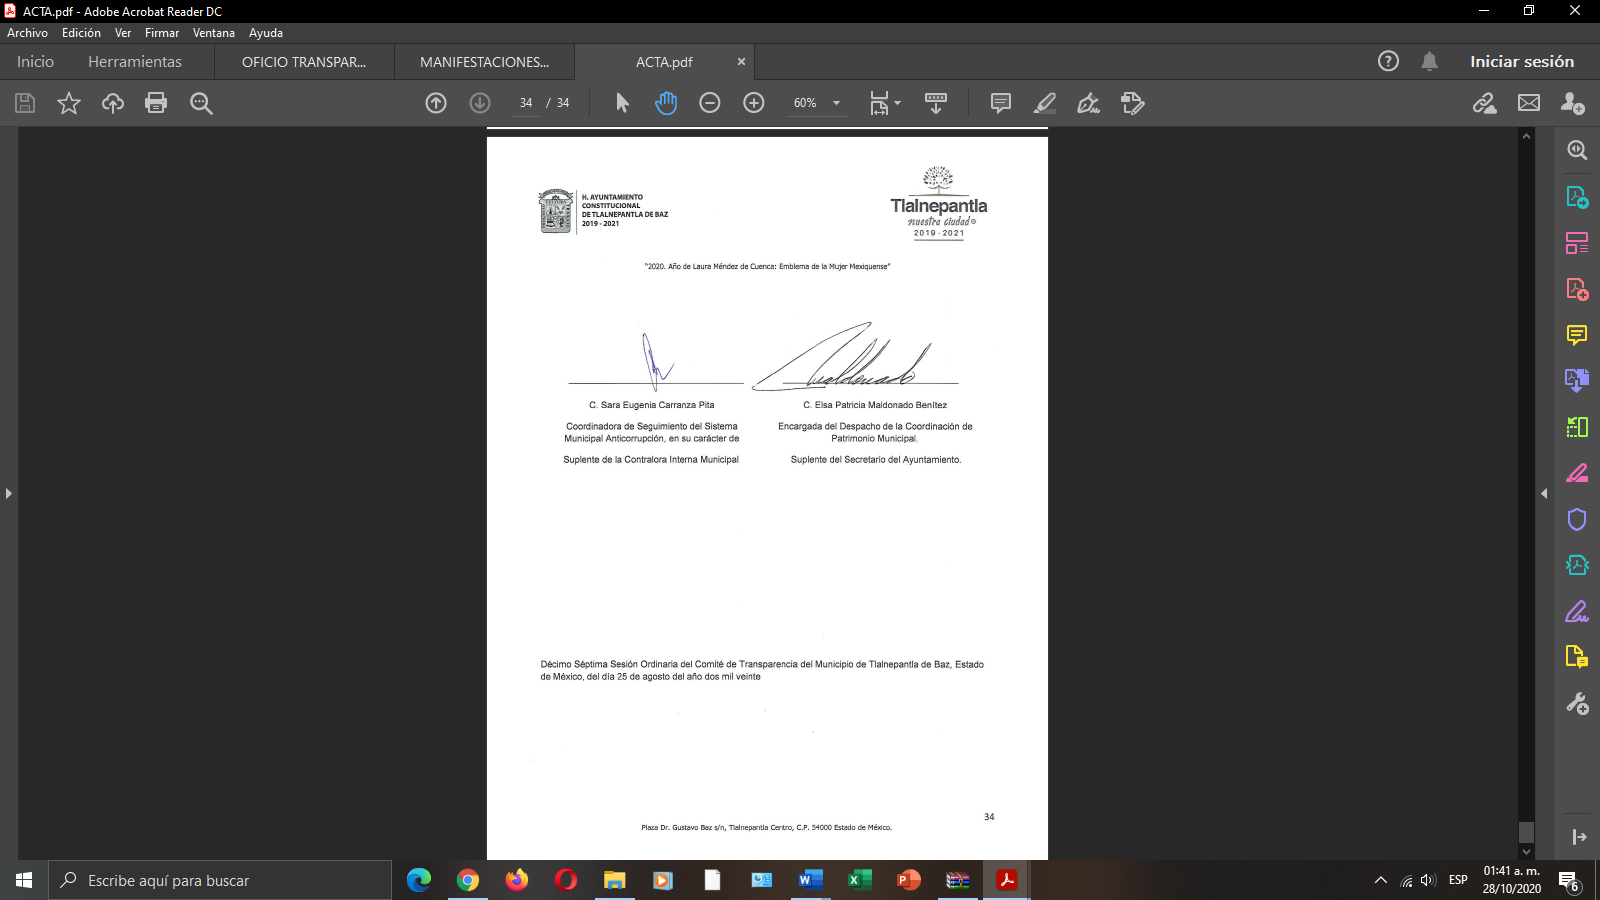 ACTA.pdf - Adobe Acrobat Reader DC
Archivo Edición Ver Firmar Ventana Ayuda
Inicio Herramientas OFICIO TRANSPAR... MANIFESTACIONES... ACTA.pdf × Iniciar sesión
34 / 34 60%
H. AYUNTAMIENTO
CONSTITUCIONAL
DE TLALNEPANTLA DE BAZ
2019 - 2021
Tlalnepantla
nuestra ciudad
2019 - 2021
"2020. Año de Laura Méndez de Cuenca: Emblema de la Mujer Mexiquense"
Maldonado
C. Sara Eugenia Carranza Pita
Coordinadora de Seguimiento del Sistema
Municipal Anticorrupción, en su carácter de
Suplente de la Contralora Interna Municipal
C. Elsa Patricia Maldonado Benítez
Encargada del Despacho de la Coordinación de
Patrimonio Municipal.
Suplente del Secretario del Ayuntamiento.
Décimo Séptima Sesión Ordinaria del Comité de Transparencia del Municipio de Tlalnepantla de Baz, Estado
de México, del día 25 de agosto del año dos mil veinte
34
Plaza Dr. Gustavo Baz s/n, Tlalnepantla Centro, C.P. 54000 Estado de México.
Escribe aquí para buscar
ESP
01:41 a. m.
28/10/2020
6